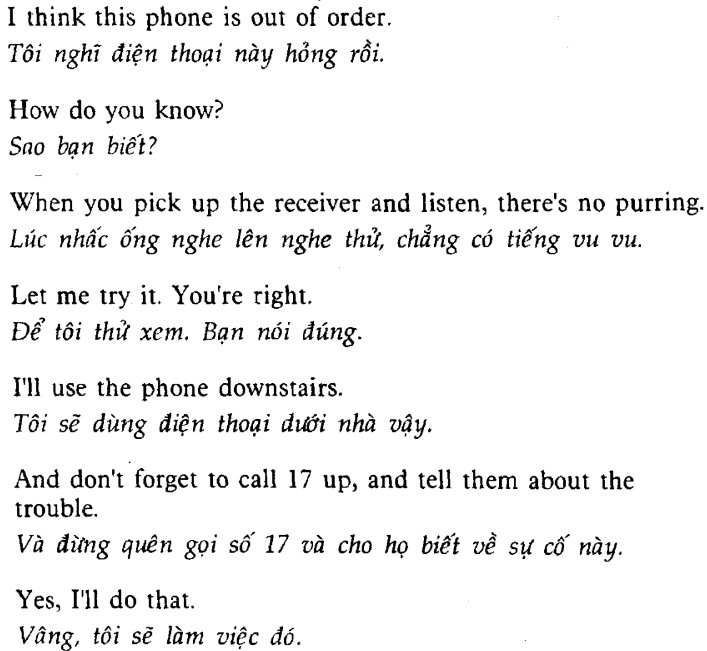 I think this phone is out of order.
Tôi nghĩ điện thoại này hỏng rồi.
How do you know?
Sao bạn biết?
When you pick up the receiver and listen, there's no purring.
Lúc nhấc ống nghe lên nghe thử, chẳng có tiếng vu vu.
Let me try it. You're right.
Để tôi thử xem. Bạn nói đúng.
I'll use the phone downstairs.
Tôi sẽ dùng điện thoại dưới nhà vậy.
And don't forget to call 17 up, and tell them about the
trouble.
Và đừng quên gọi số 17 và cho họ biết về sự cố này.
Yes, I'll do that.
Vâng, tôi sẽ làm việc đó.